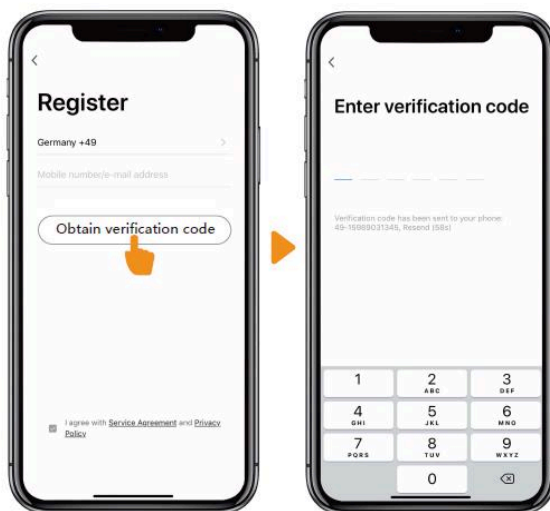 Register
Germany +49
Mobile number/e-mail address
Obtain verification code
I agree with Service Agreement and Privacy
Policy
Enter verification code
Verification code has been sent to your phone:
49-15989031345, Resend (58s)
1
2
ABC
3
DEF
4
GHI
5
JKL
6
MNO
7
PQRS
8
TUV
9
WXYZ
0